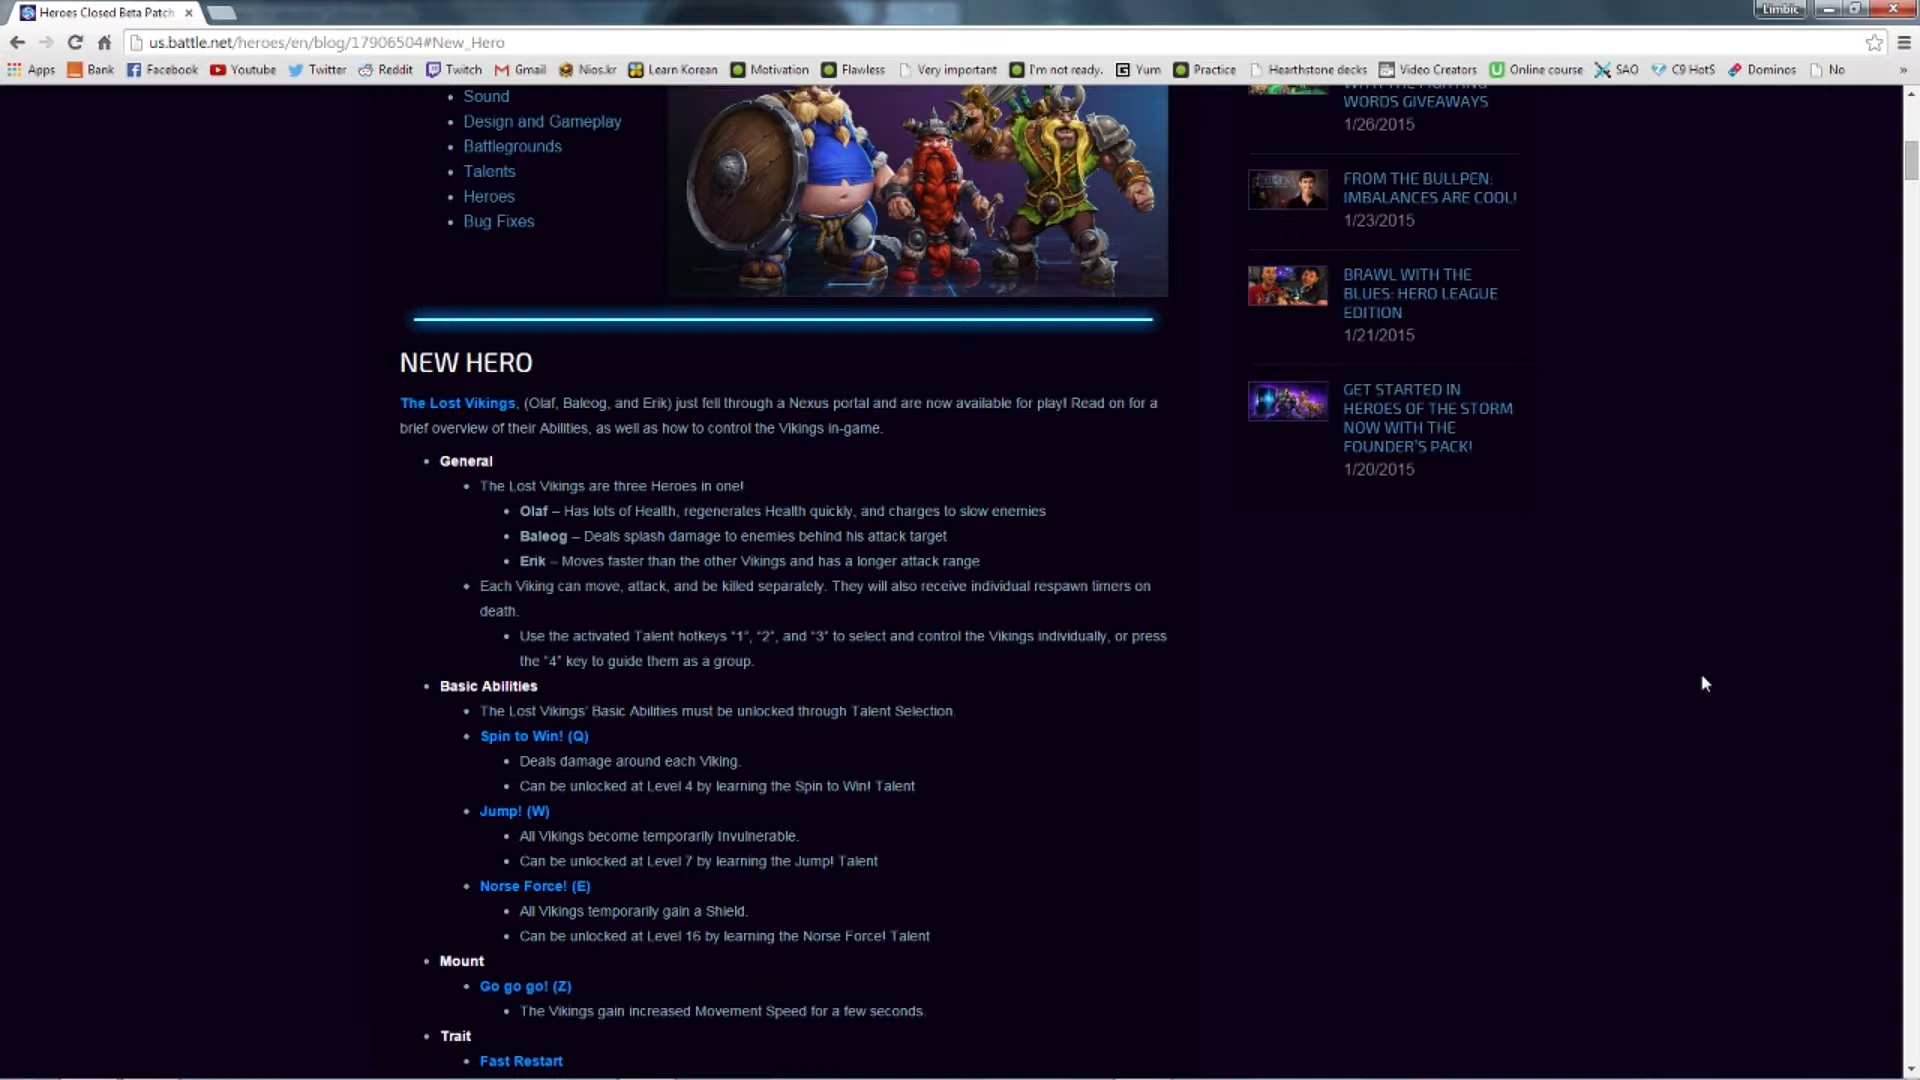 Heroes Closed Beta Patch
Limbic
us.battle.net/heroes/en/blog/17906504#New_Hero
Apps Bank Facebook Youtube Twitter Reddit Twitch Gmail Nios.kr Learn Korean Motivation Flawless Very important I'm not ready. Yum Practice Hearthstone decks Video Creators Online course SAO C9 HotS Dominos No »
Sound
Design and Gameplay
Battlegrounds
Talents
Heroes
Bug Fixes
NEW HERO
The Lost Vikings, (Olaf, Baleog, and Erik) just fell through a Nexus portal and are now available for play! Read on for a
brief overview of their Abilities, as well as how to control the Vikings in-game.
General
The Lost Vikings are three Heroes in one!
Olaf – Has lots of Health, regenerates Health quickly, and charges to slow enemies
Baleog – Deals splash damage to enemies behind his attack target
Erik – Moves faster than the other Vikings and has a longer attack range
Each Viking can move, attack, and be killed separately. They will also receive individual respawn timers on
death.
Use the activated Talent hotkeys “1”, “2”, and “3” to select and control the Vikings individually, or press
the “4” key to guide them as a group.
Basic Abilities
The Lost Vikings’ Basic Abilities must be unlocked through Talent Selection.
Spin to Win! (Q)
Deals damage around each Viking.
Can be unlocked at Level 4 by learning the Spin to Win! Talent
Jump! (W)
All Vikings become temporarily Invulnerable.
Can be unlocked at Level 7 by learning the Jump! Talent
Norse Force! (E)
All Vikings temporarily gain a Shield.
Can be unlocked at Level 16 by learning the Norse Force! Talent
Mount
Go go go! (Z)
The Vikings gain increased Movement Speed for a few seconds.
Trait
Fast Restart
WITH THE FIGHTING
WORDS GIVEAWAYS
1/26/2015
FROM THE BULLPEN:
IMBALANCES ARE COOL!
1/23/2015
BRAWL WITH THE
BLUES: HERO LEAGUE
EDITION
1/21/2015
GET STARTED IN
HEROES OF THE STORM
NOW WITH THE
FOUNDER'S PACK!
1/20/2015